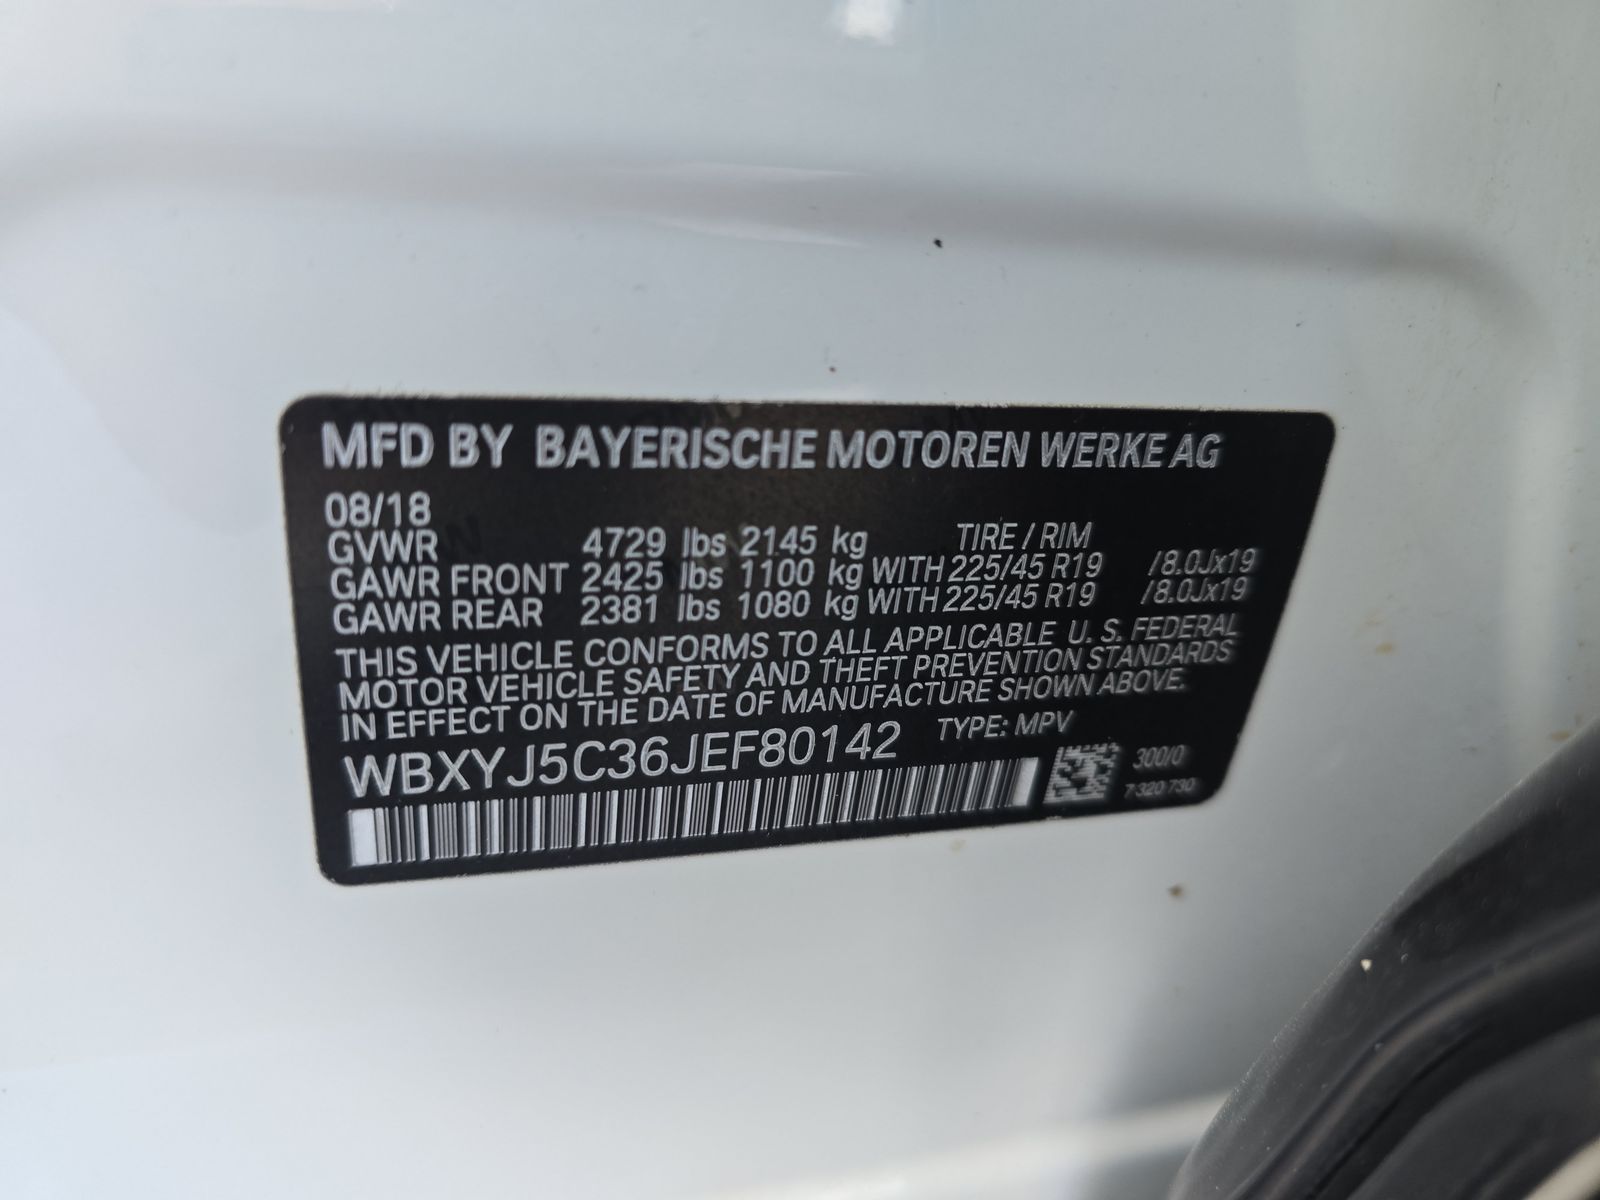 MFD BY BAYERISCHE MOTOREN WERKE AG
08/18
GVWR 4729 lbs 2145 kg TIRE / RIM
GAWR FRONT 2425 lbs 1100 kg WITH 225/45 R19 /8.0Jx19
GAWR REAR 2381 lbs 1080 kg WITH 225/45 R19 /8.0Jx19
THIS VEHICLE CONFORMS TO ALL APPLICABLE U. S. FEDERAL
MOTOR VEHICLE SAFETY AND THEFT PREVENTION STANDARDS
IN EFFECT ON THE DATE OF MANUFACTURE SHOWN ABOVE.
WBXYJ5C36JEF80142 TYPE: MPV
300/0
7 320 730